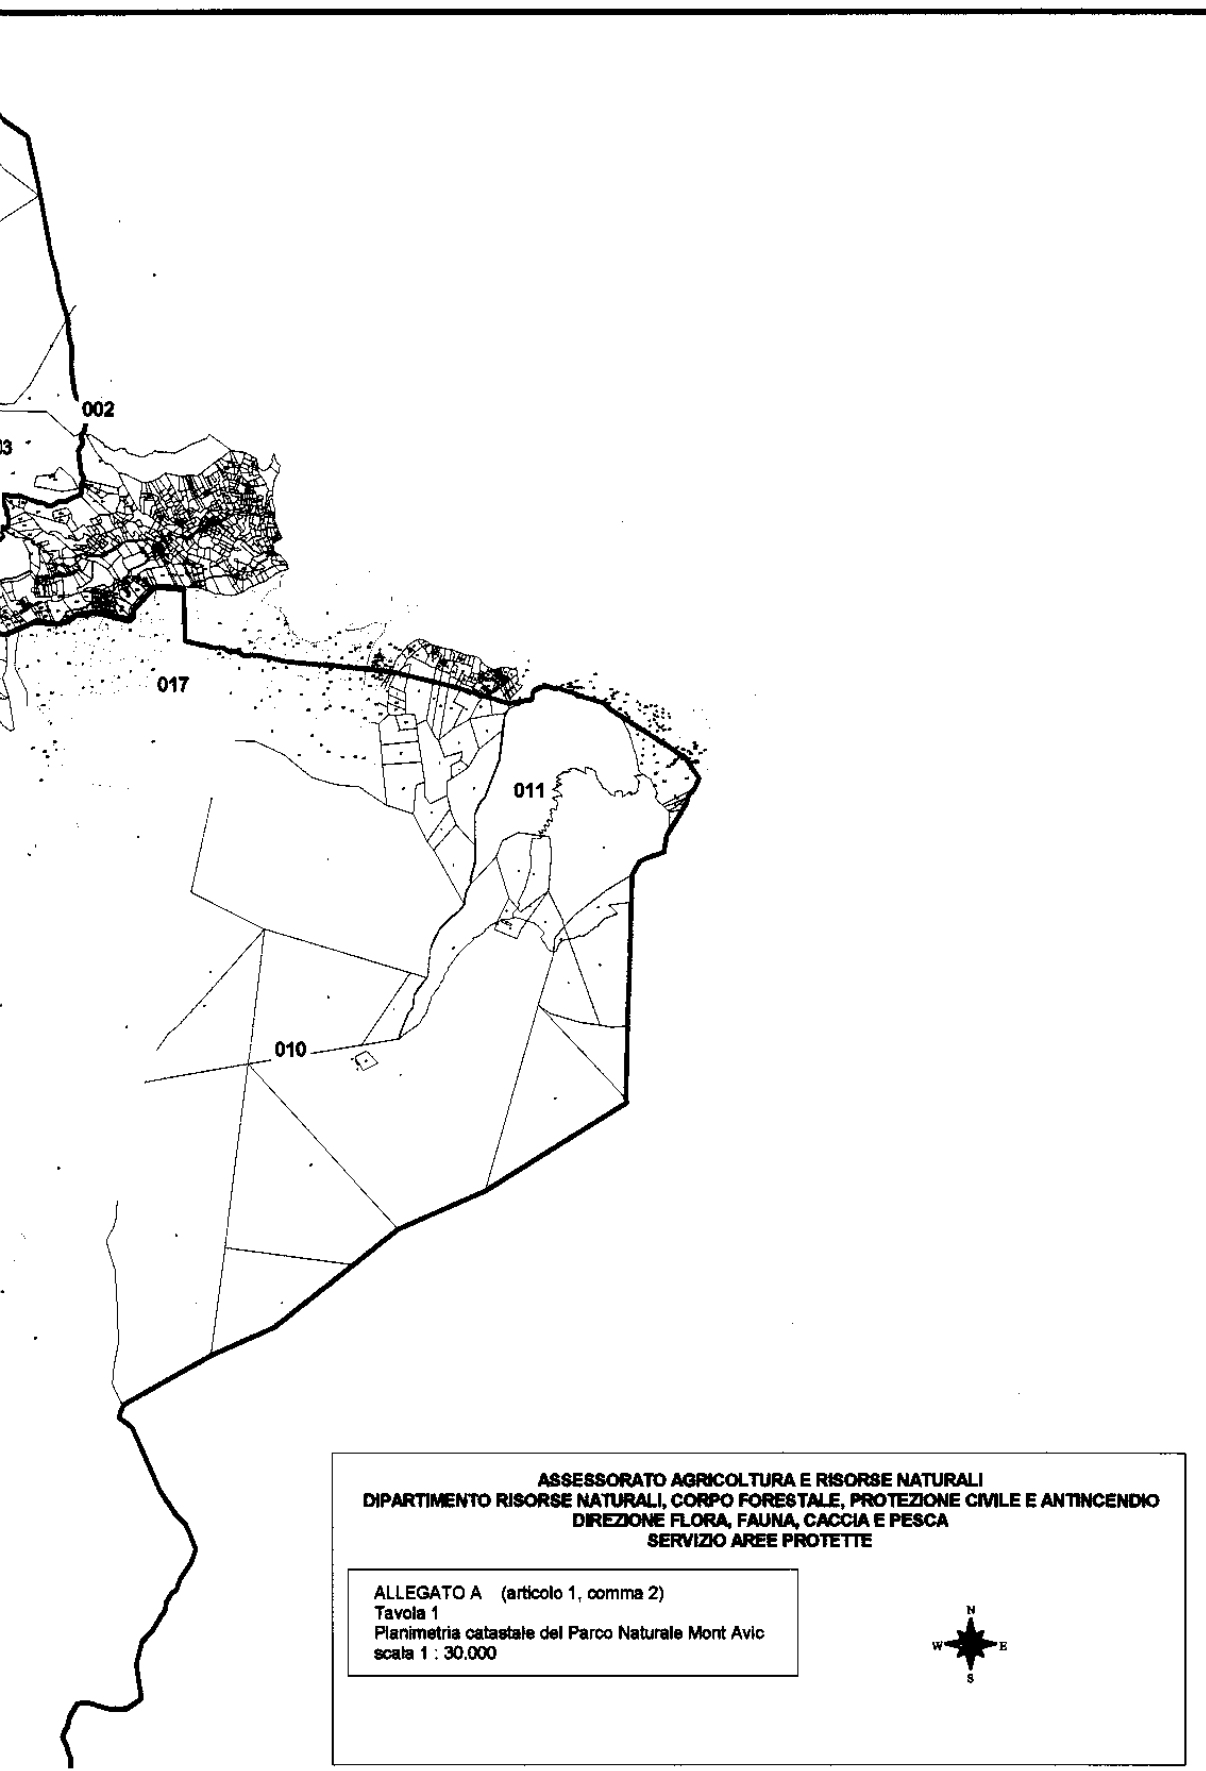 002
03
017
011
010
ASSESSORATO AGRICOLTURA E RISORSE NATURALI
DIPARTIMENTO RISORSE NATURALI, CORPO FORESTALE, PROTEZIONE CIVILE E ANTINCENDIO
DIREZIONE FLORA, FAUNA, CACCIA E PESCA
SERVIZIO AREE PROTETTE
ALLEGATO A (articolo 1, comma 2)
Tavola 1
Planimetria catastale del Parco Naturale Mont Avic
scala 1 : 30.000
N
W E
S